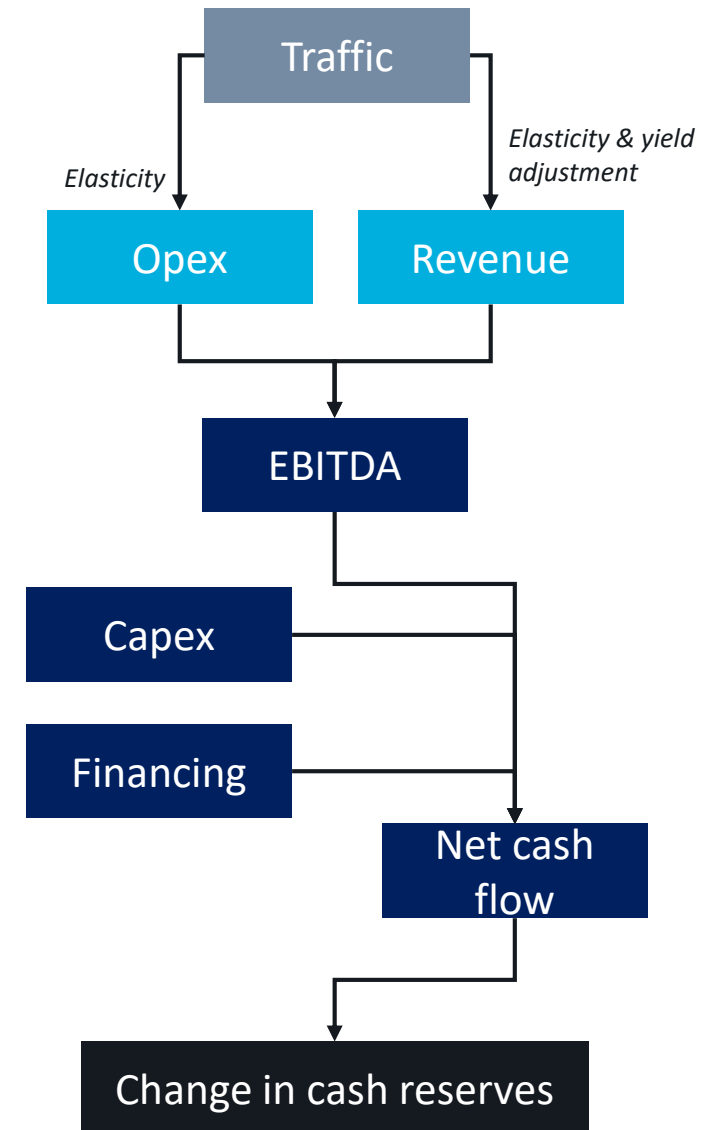 Traffic
Elasticity
Elasticity & yield
adjustment
Opex
Revenue
EBITDA
Capex
Financing
Net cash
flow
Change in cash reserves